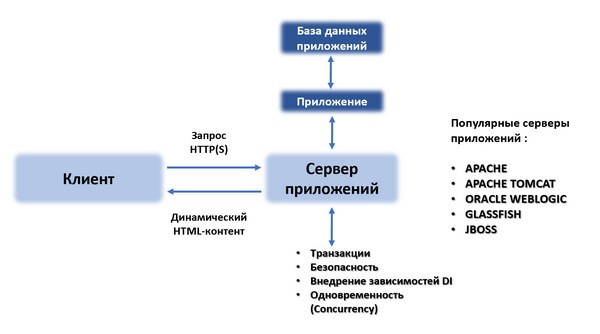 База данных
приложений
Приложение
Запрос
HTTP(S)
Клиент
Сервер
приложений
Динамический
HTML-контент
• Транзакции
• Безопасность
• Внедрение зависимостей DI
• Одновременность
(Concurrency)
Популярные серверы
приложений :
• APACHE
• APACHE TOMCAT
• ORACLE WEBLOGIC
• GLASSFISH
• JBOSS